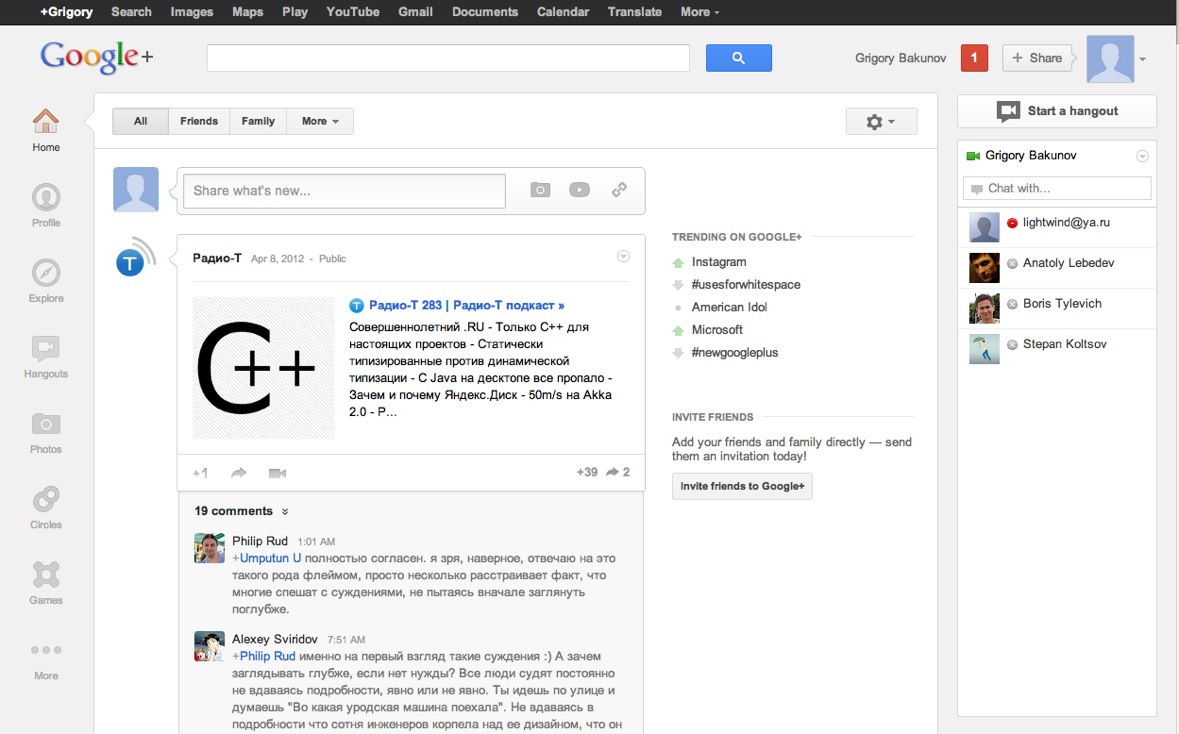 +Grigory Search Images Maps Play YouTube Gmail Documents Calendar Translate More
Google+
Grigory Bakunov 1 + Share
Home
Profile
Explore
Hangouts
Photos
Circles
Games
More
All Friends Family More
Share what's new...
Радио-Т Apr 8, 2012 - Public
C++
T Радио-Т 283 | Радио-Т подкаст »
Совершеннолетний .RU - Только C++ для
настоящих проектов - Статически
типизированные против динамической
типизации - С Java на десктопе все пропало -
Зачем и почему Яндекс.Диск - 50m/s на Akka
2.0 - Р...
+1 +39 2
19 comments
Philip Rud 1:01 AM
+Umputun U полностью согласен. я зря, наверное, отвечаю на это
такого рода флеймом, просто несколько расстраивает факт, что
многие спешат с суждениями, не пытаясь вначале заглянуть
поглубже.
Alexey Sviridov 7:51 AM
+Philip Rud именно на первый взгляд такие суждения :) А зачем
заглядывать глубже, если нет нужды? Все люди судят постоянно
не вдаваясь подробности, явно или не явно. Ты идешь по улице и
думаешь "Во какая уродская машина поехала". Не вдаваясь в
подробности что сотня инженеров корпела над ее дизайном, что он
TRENDING ON GOOGLE+
Instagram
#usesforwhitespace
American Idol
Microsoft
#newgoogleplus
INVITE FRIENDS
Add your friends and family directly — send
them an invitation today!
Invite friends to Google+
Start a hangout
Grigory Bakunov
Chat with...
lightwind@ya.ru
Anatoly Lebedev
Boris Tylevich
Stepan Koltsov
T